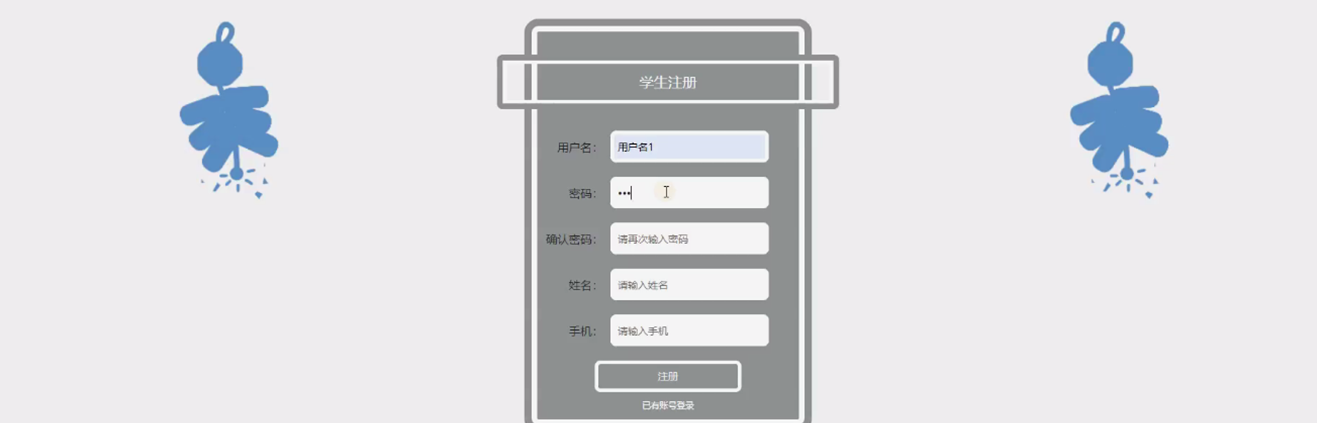 学生注册
用户名： 用户名1
密码： •••
确认密码： 请再次输入密码
姓名： 请输入姓名
手机： 请输入手机
注册
已有账号登录